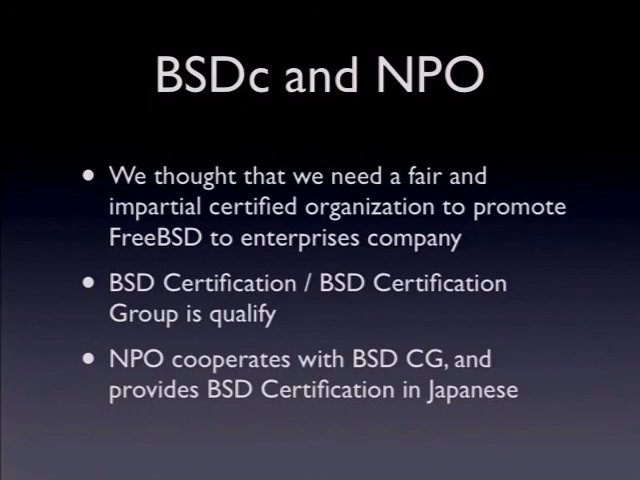 BSDc and NPO
• We thought that we need a fair and
impartial certified organization to promote
FreeBSD to enterprises company
• BSD Certification / BSD Certification
Group is qualify
• NPO cooperates with BSD CG, and
provides BSD Certification in Japanese